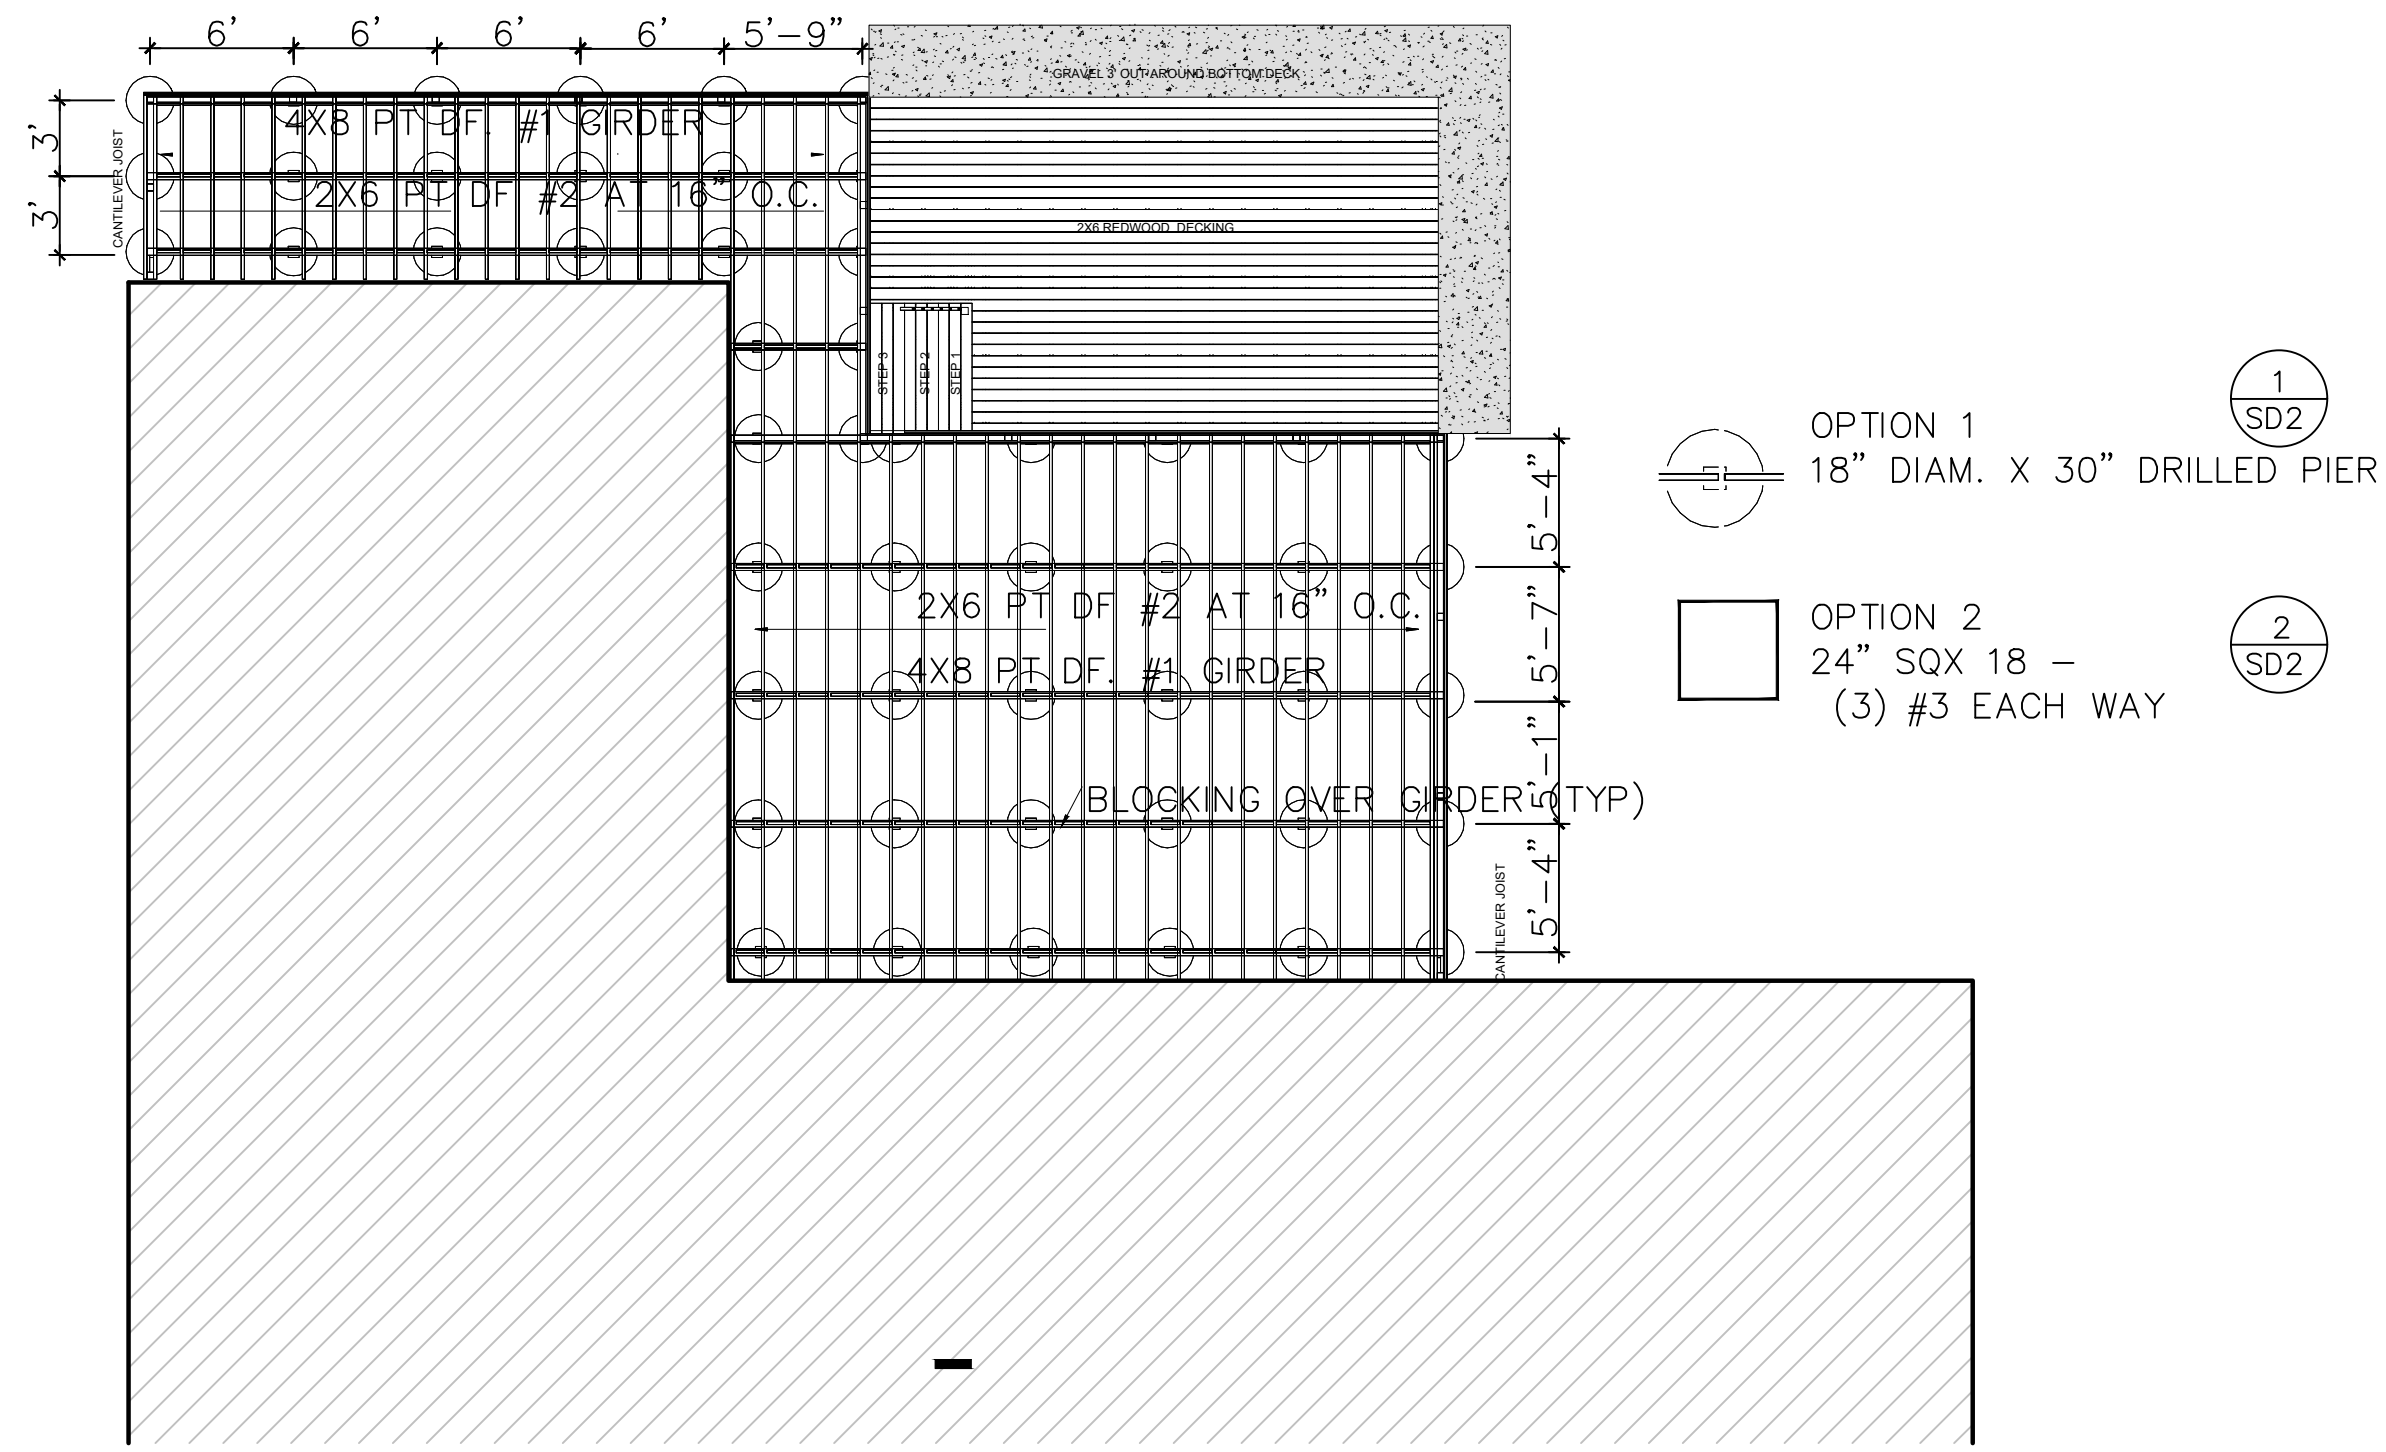 6' 6' 6' 6' 5'-9"
GRAVEL 3' OUT AROUND BOTTOM DECK
3'
3'
CANTILEVER JOIST
4X8 PT DF. #1 GIRDER
2X6 PT DF #2 AT 16" O.C.
2X6 REDWOOD DECKING
STEP 3
STEP 2
STEP 1
5'-4"
5'-7"
5'-1"
5'-4"
2X6 PT DF #2 AT 16" O.C.
4X8 PT DF. #1 GIRDER
BLOCKING OVER GIRDER (TYP)
CANTILEVER JOIST
OPTION 1
18" DIAM. X 30" DRILLED PIER
1
SD2
OPTION 2
24" SQX 18 -
(3) #3 EACH WAY
2
SD2